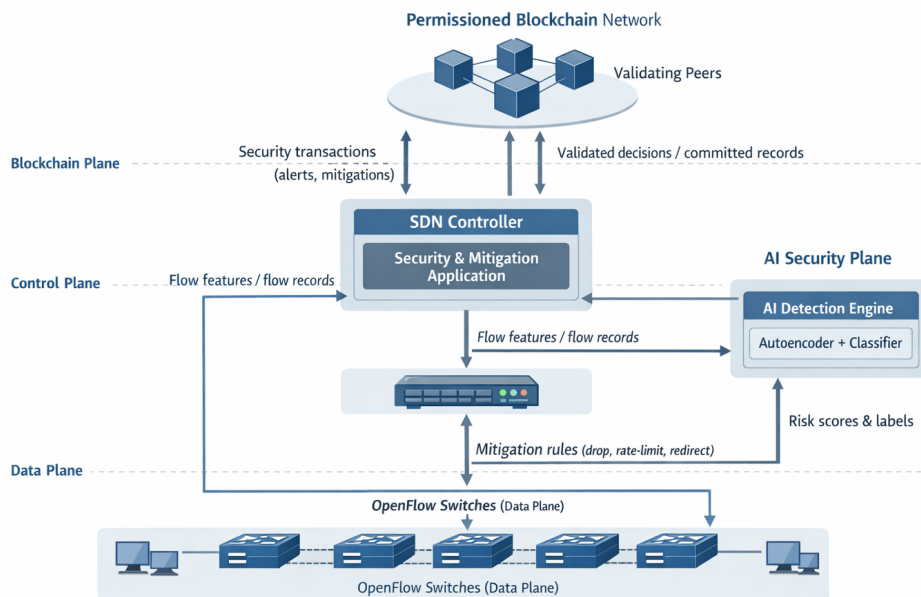 Permissioned Blockchain Network
Validating Peers
Blockchain Plane
Security transactions
(alerts, mitigations)
Validated decisions / committed records
SDN Controller
Security & Mitigation
Application
AI Security Plane
Control Plane
Flow features / flow records
AI Detection Engine
Autoencoder + Classifier
Flow features / flow records
Risk scores & labels
Mitigation rules (drop, rate-limit, redirect)
Data Plane
OpenFlow Switches (Data Plane)
OpenFlow Switches (Data Plane)